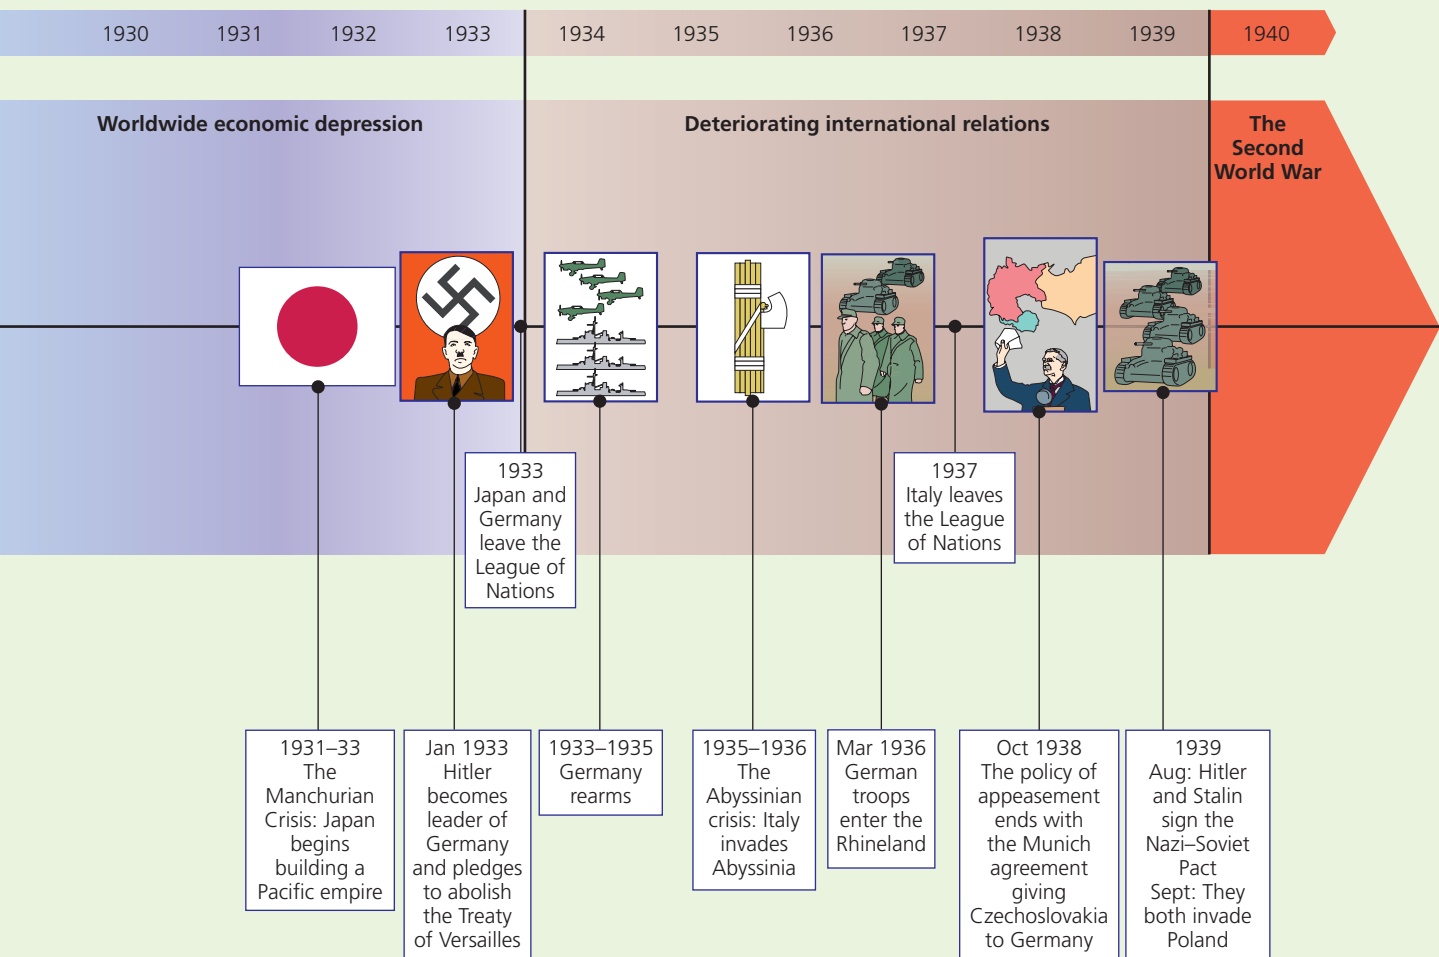 1930 1931 1932 1933 1934 1935 1936 1937 1938 1939 1940
Worldwide economic depression
Deteriorating international relations
The
Second
World War
1933
Japan and
Germany
leave the
League of
Nations
1937
Italy leaves
the League
of Nations
1931–33
The
Manchurian
Crisis: Japan
begins
building a
Pacific empire
Jan 1933
Hitler
becomes
leader of
Germany
and pledges
to abolish
the Treaty
of Versailles
1933–1935
Germany
rearms
1935–1936
The
Abyssinian
crisis: Italy
invades
Abyssinia
Mar 1936
German
troops
enter the
Rhineland
Oct 1938
The policy of
appeasement
ends with
the Munich
agreement
giving
Czechoslovakia
to Germany
1939
Aug: Hitler
and Stalin
sign the
Nazi–Soviet
Pact
Sept: They
both invade
Poland